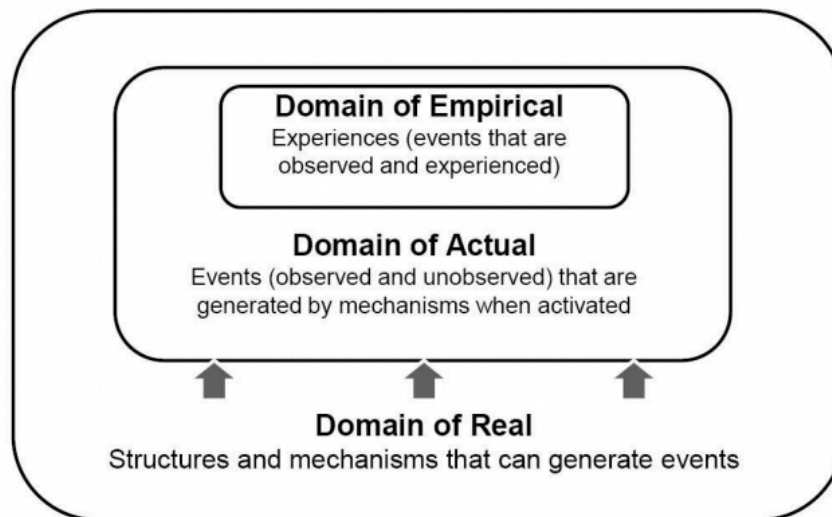 Domain of Empirical
Experiences (events that are
observed and experienced)
Domain of Actual
Events (observed and unobserved) that are
generated by mechanisms when activated
Domain of Real
Structures and mechanisms that can generate events